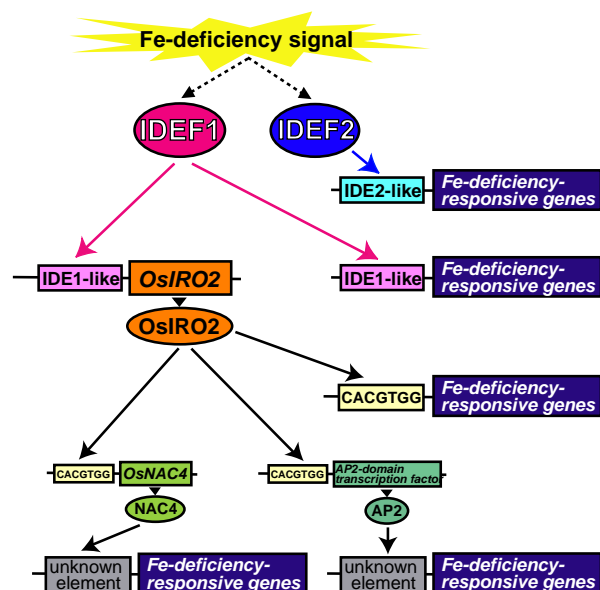 Fe-deficiency signal
IDEF1
IDEF2
IDE2-like
Fe-deficiency-
responsive genes
IDE1-like
OsIRO2
IDE1-like
Fe-deficiency-
responsive genes
OsIRO2
CACGTGG
Fe-deficiency-
responsive genes
CACGTGG
OsNAC4
CACGTGG
AP2-domain
transcription factor
NAC4
AP2
unknown
element
Fe-deficiency-
responsive genes
unknown
element
Fe-deficiency-
responsive genes